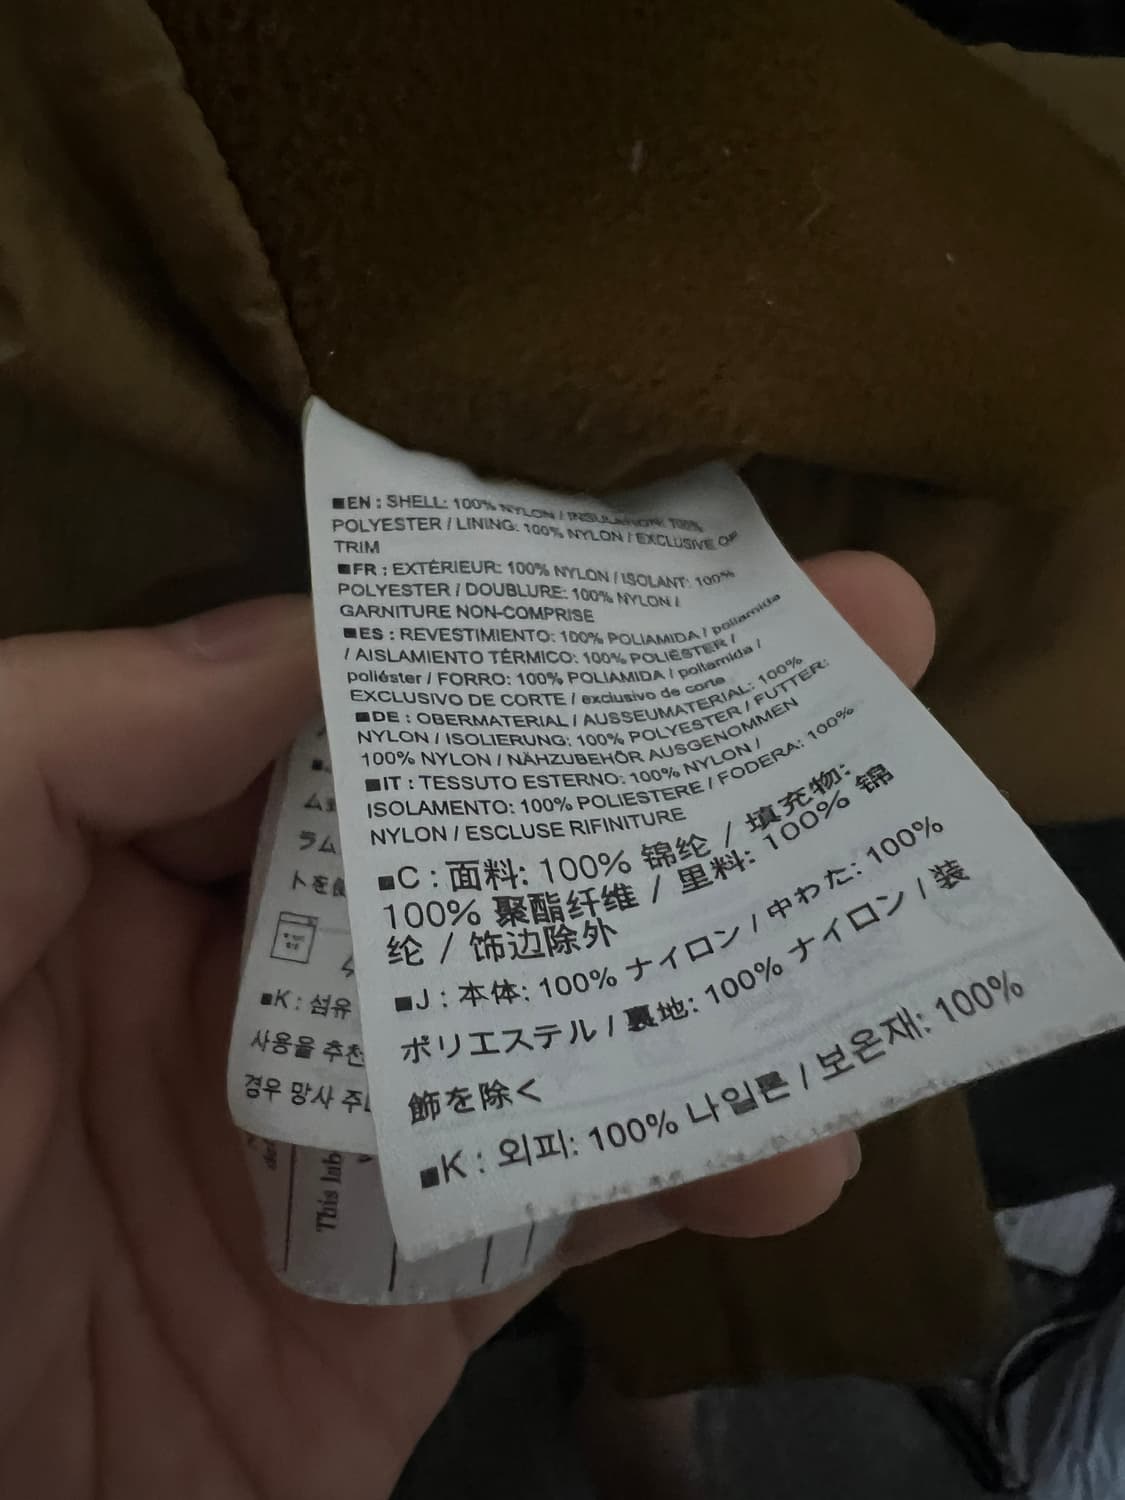 ■EN : SHELL: 100% NYLON / INSULATION: 100%
POLYESTER / LINING: 100% NYLON / EXCLUSIVE OF
TRIM
■FR : EXTÉRIEUR: 100% NYLON / ISOLANT: 100%
POLYESTER / DOUBLURE: 100% NYLON /
GARNITURE NON-COMPRISE
■ES : REVESTIMIENTO: 100% POLIAMIDA / poliamida
/ AISLAMIENTO TÉRMICO: 100% POLIÉSTER /
poliéster / FORRO: 100% POLIAMIDA / poliamida /
EXCLUSIVO DE CORTE / exclusivo de corte
■DE : OBERMATERIAL / AUSSEUMATERIAL: 100%
NYLON / ISOLIERUNG: 100% POLYESTER / FUTTER:
100% NYLON / NÄHZUBEHÖR AUSGENOMMEN
■IT : TESSUTO ESTERNO: 100% NYLON /
ISOLAMENTO: 100% POLIESTERE / FODERA: 100%
NYLON / ESCLUSE RIFINITURE
■C : 面料: 100% 锦纶 / 填充物:
100% 聚酯纤维 / 里料: 100% 锦
纶 / 饰边除外
■J : 本体: 100% ナイロン / 中わた: 100%
ポリエステル / 裏地: 100% ナイロン / 装
飾を除く
■K : 외피: 100% 나일론 / 보온재: 100%
ラム
トを
■K : 섬유
사용을 추천
경우 망사
This